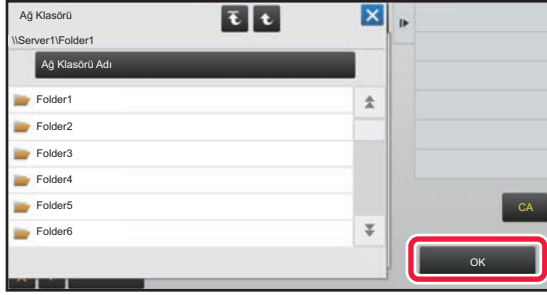 Ağ Klasörü
\\Server1\Folder1
Ağ Klasörü Adı
Folder1
Folder2
Folder3
Folder4
Folder5
Folder6
CA
OK